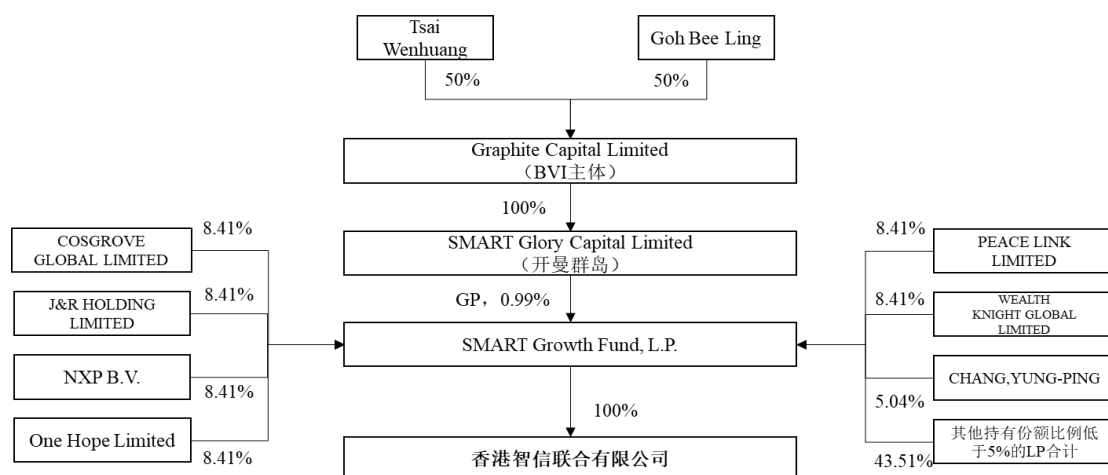 Tsai
Wenhuang
Goh Bee Ling
50%
50%
Graphite Capital Limited
（BVI主体）
100%
SMART Glory Capital Limited
（开曼群岛）
GP，0.99%
SMART Growth Fund, L.P.
100%
香港智信联合有限公司
COSGROVE
GLOBAL LIMITED
8.41%
J&R HOLDING
LIMITED
8.41%
NXP B.V.
8.41%
One Hope Limited
8.41%
8.41%
PEACE LINK
LIMITED
8.41%
WEALTH
KNIGHT GLOBAL
LIMITED
CHANG,YUNG-PING
5.04%
其他持有份额比例低
于5%的LP合计
43.51%